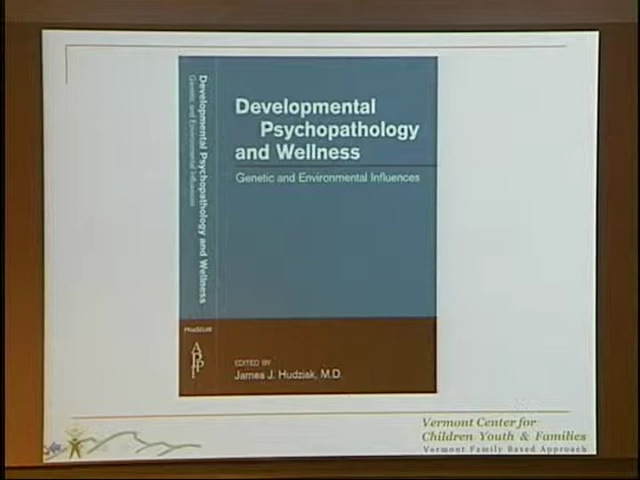 Developmental Psychopathology and Wellness
Genetic and Environmental Influences
Hudziak
Developmental
Psychopathology
and Wellness
Genetic and Environmental Influences
EDITED BY
James J. Hudziak, M.D.
Vermont Center for
Children Youth & Families
Vermont Family Based Approach